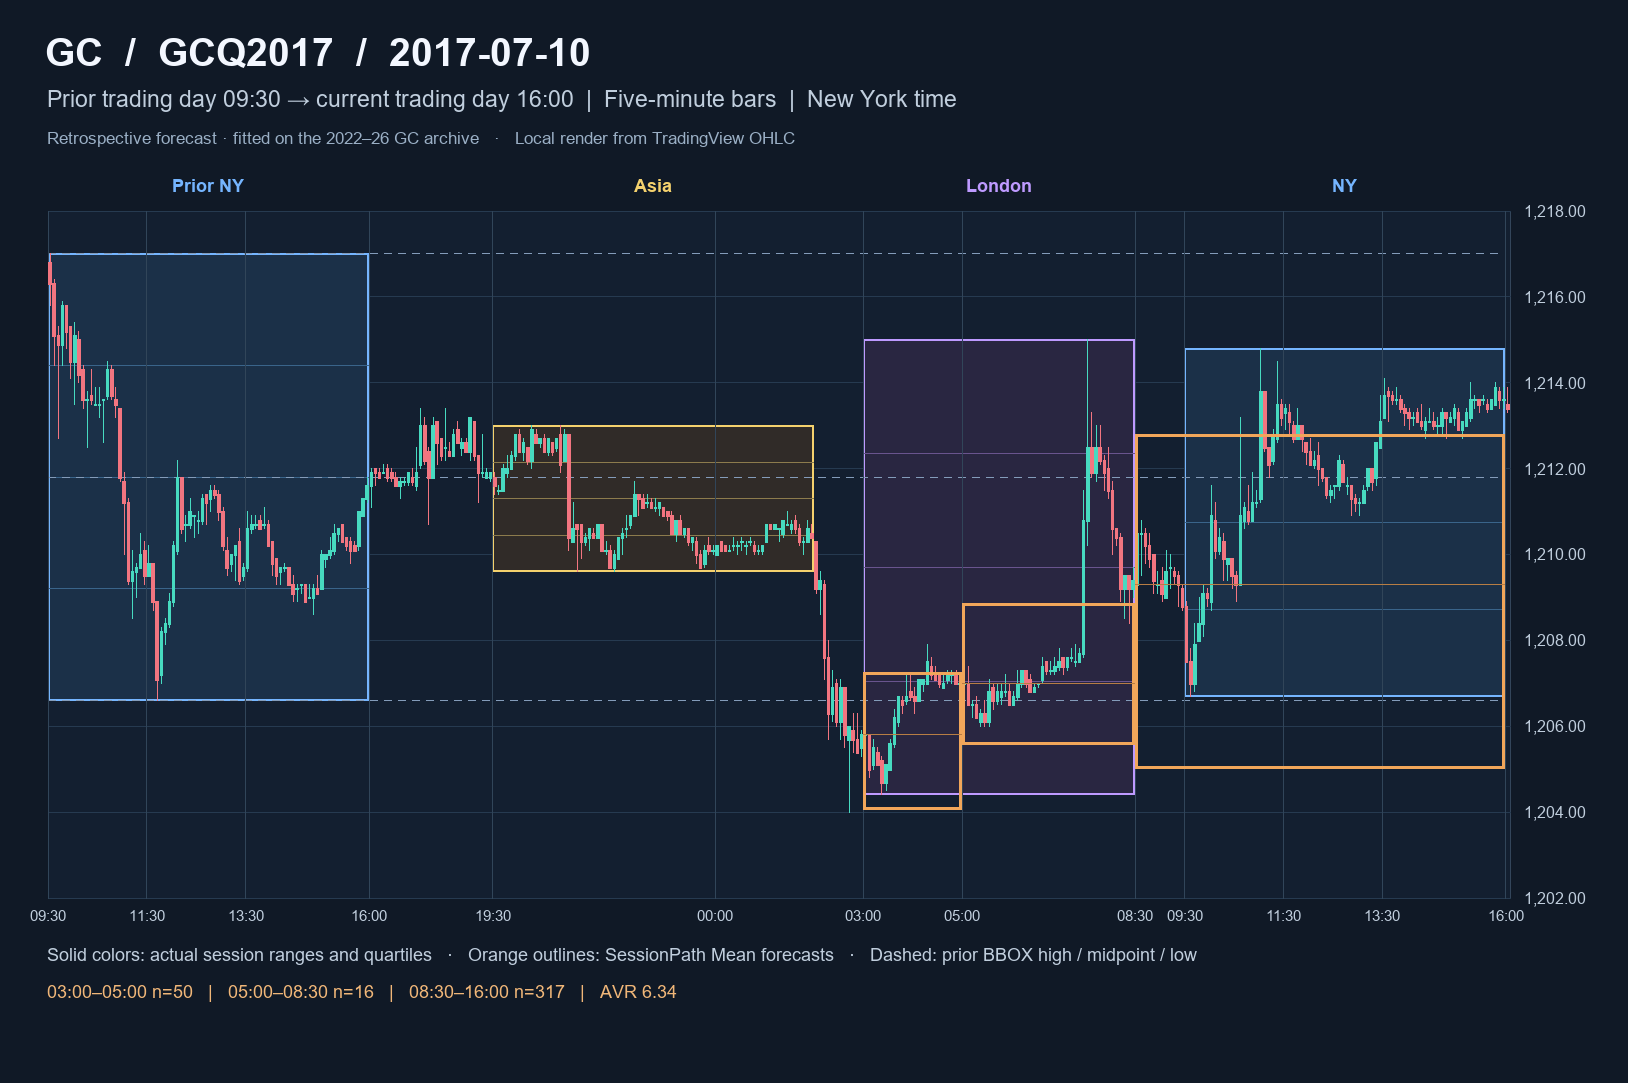 GC / GCQ2017 / 2017-07-10
Prior trading day 09:30 → current trading day 16:00 | Five-minute bars | New York time
Retrospective forecast · fitted on the 2022–26 GC archive · Local render from TradingView OHLC
Prior NY Asia London NY
1,218.00
1,216.00
1,214.00
1,212.00
1,210.00
1,208.00
1,206.00
1,204.00
1,202.00
09:30 11:30 13:30 16:00 19:30 00:00 03:00 05:00 08:30 09:30 11:30 13:30 16:00
Solid colors: actual session ranges and quartiles · Orange outlines: SessionPath Mean forecasts · Dashed: prior BBOX high / midpoint / low
03:00–05:00 n=50 | 05:00–08:30 n=16 | 08:30–16:00 n=317 | AVR 6.34